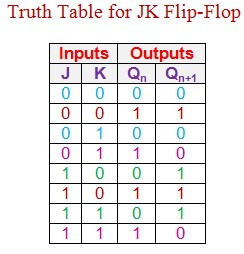 Truth Table for JK Flip-Flop
Inputs Outputs
J K Qn Qn+1
0 0 0 0
0 0 1 1
0 1 0 0
0 1 1 0
1 0 0 1
1 0 1 1
1 1 0 1
1 1 1 0